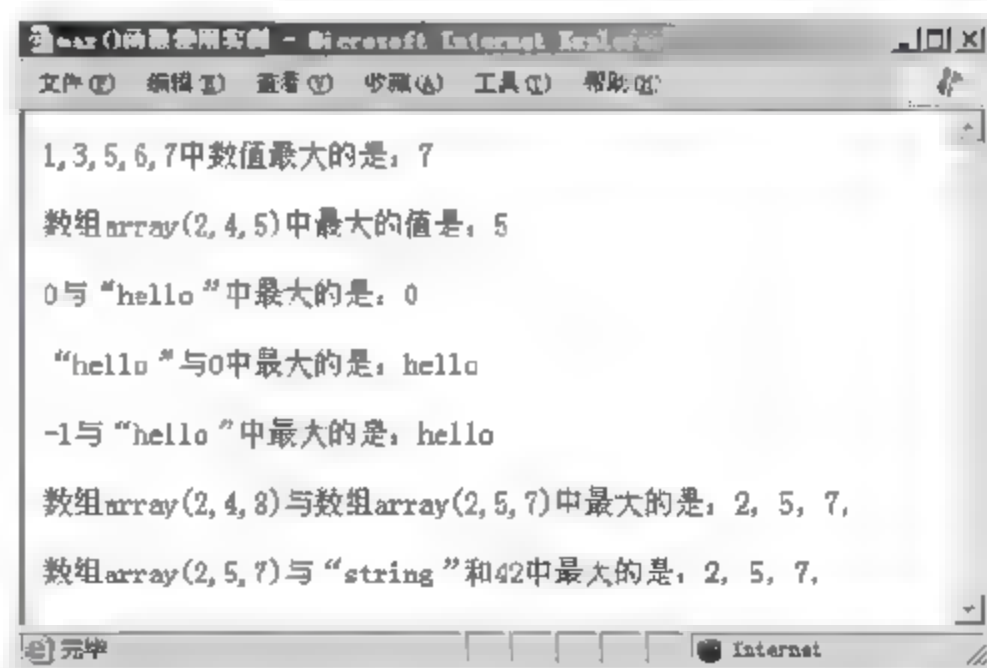 max()函数使用实例 - Microsoft Internet Explorer
文件(F) 编辑(E) 查看(V) 收藏(A) 工具(T) 帮助(H)
1,3,5,6,7中数值最大的是：7
数组array(2,4,5)中最大的值是：5
0与“hello”中最大的是：0
“hello”与0中最大的是：hello
-1与“hello”中最大的是：hello
数组array(2,4,8)与数组array(2,5,7)中最大的是：2, 5, 7,
数组array(2,5,7)与“string”和42中最大的是：2, 5, 7,
完毕 Internet